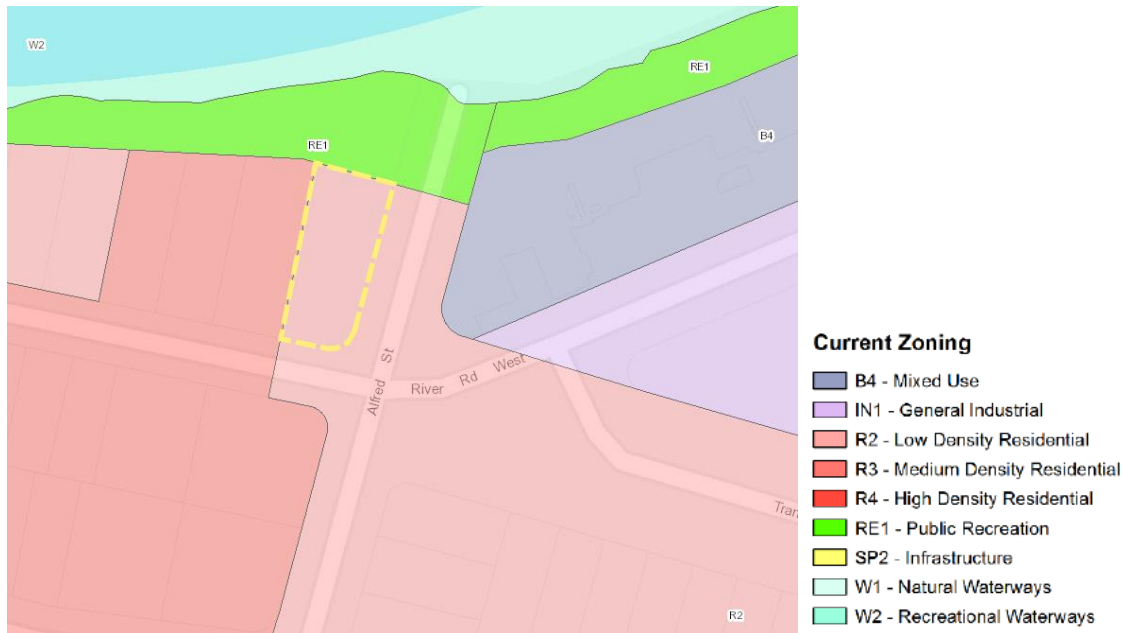 W2
RE1
B4
RE1
Alfred St
River Rd West
Tran
R2
Current Zoning
B4 - Mixed Use
IN1 - General Industrial
R2 - Low Density Residential
R3 - Medium Density Residential
R4 - High Density Residential
RE1 - Public Recreation
SP2 - Infrastructure
W1 - Natural Waterways
W2 - Recreational Waterways